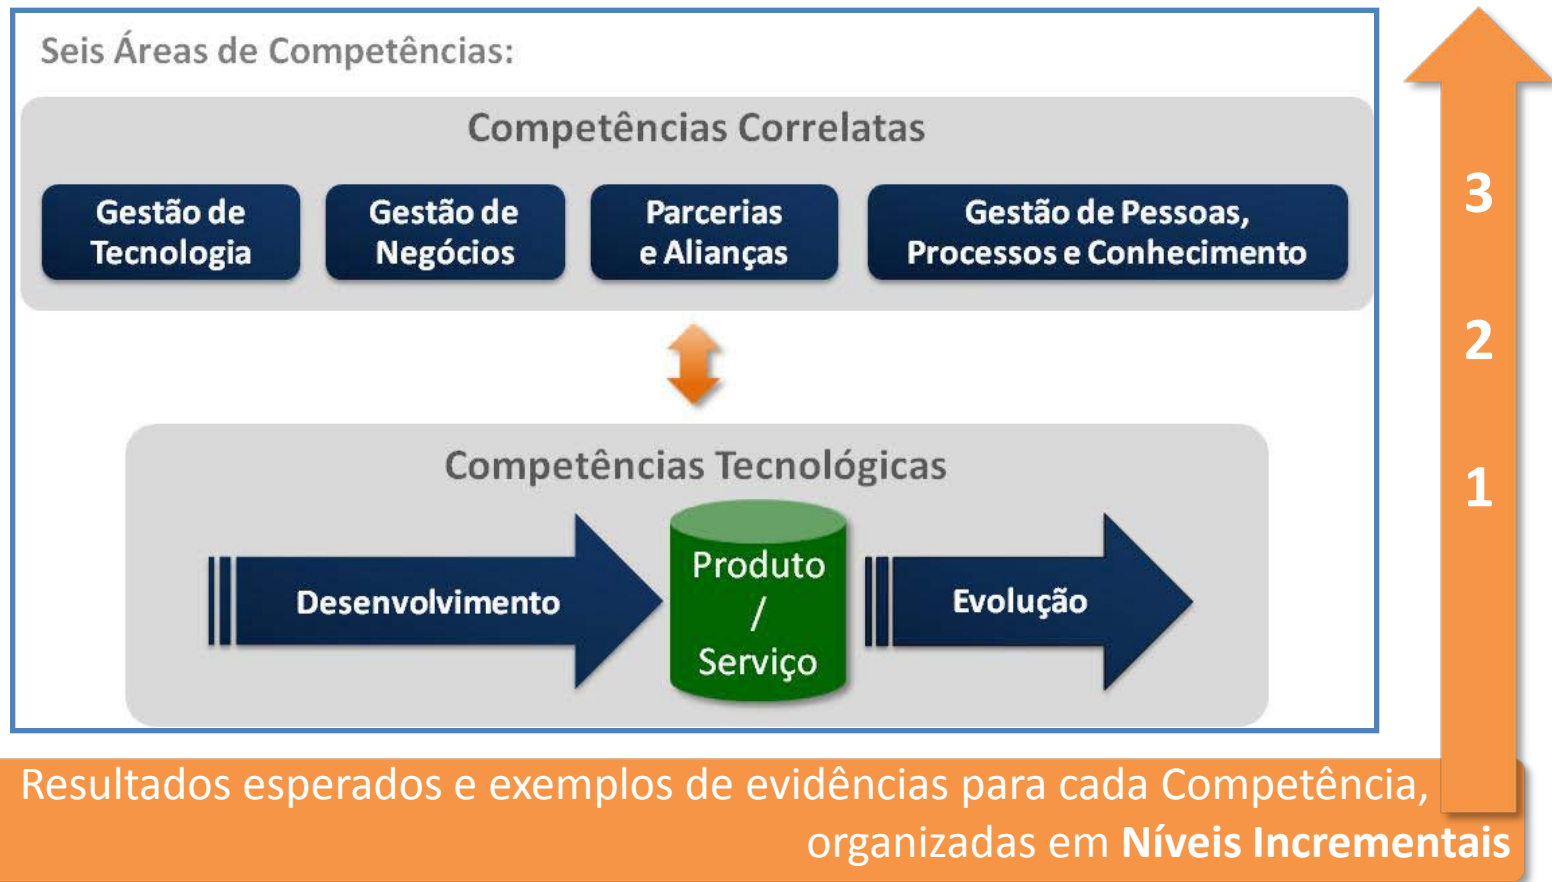 Seis Áreas de Competências:
Competências Correlatas
Gestão de
Tecnologia
Gestão de
Negócios
Parcerias
e Alianças
Gestão de Pessoas,
Processos e Conhecimento
3
2
1
Competências Tecnológicas
Desenvolvimento
Produto
/
Serviço
Evolução
Resultados esperados e exemplos de evidências para cada Competência,
organizadas em Níveis Incrementais